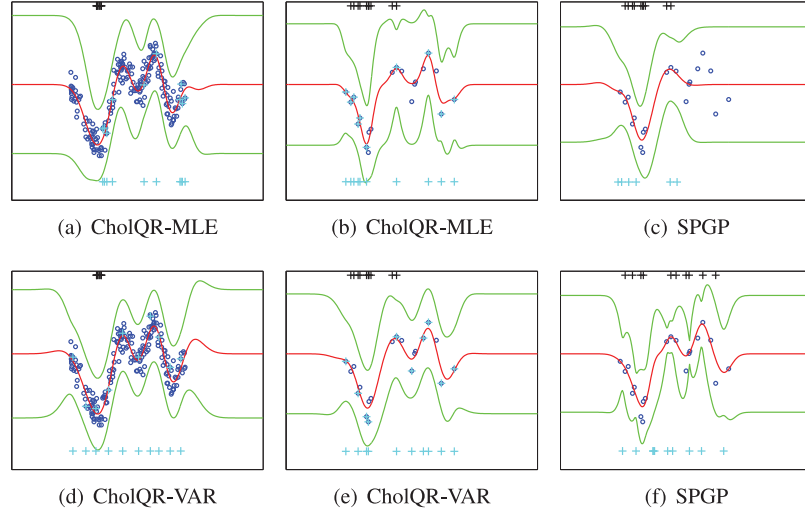 (a) CholQR-MLE
(b) CholQR-MLE
(c) SPGP
(d) CholQR-VAR
(e) CholQR-VAR
(f) SPGP